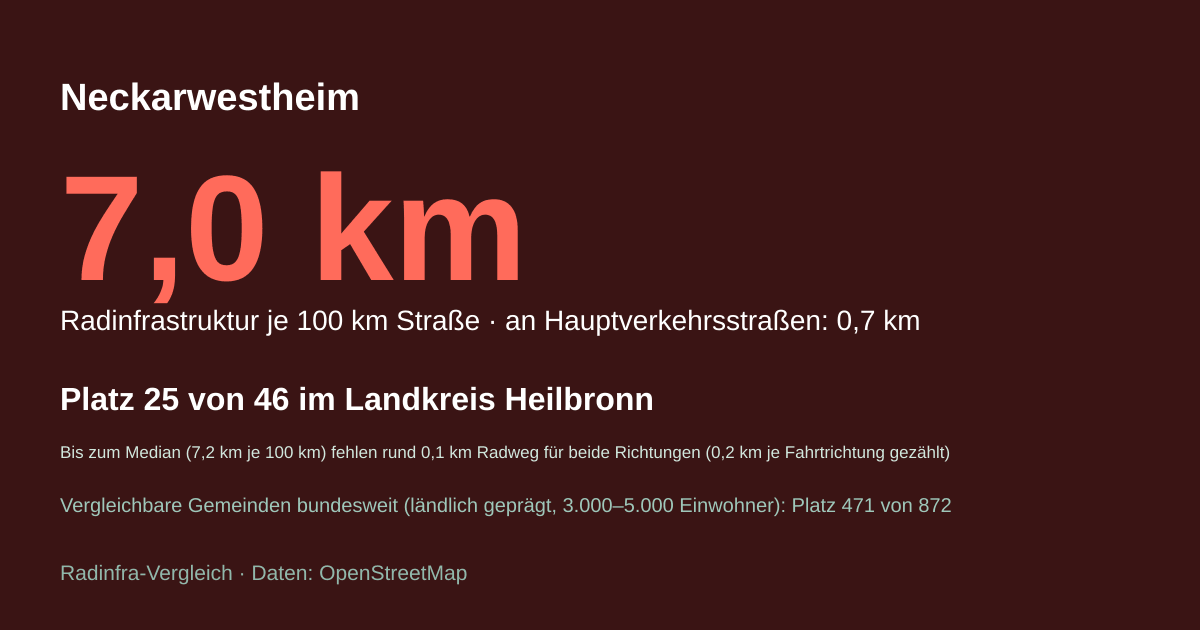 Neckarwestheim
7,0 km
Radinfrastruktur je 100 km Straße · an Hauptverkehrsstraßen: 0,7 km
Platz 25 von 46 im Landkreis Heilbronn
Bis zum Median (7,2 km je 100 km) fehlen rund 0,1 km Radweg für beide Richtungen (0,2 km je Fahrtrichtung gezählt)
Vergleichbare Gemeinden bundesweit (ländlich geprägt, 3.000–5.000 Einwohner): Platz 471 von 872
Radinfra-Vergleich · Daten: OpenStreetMap